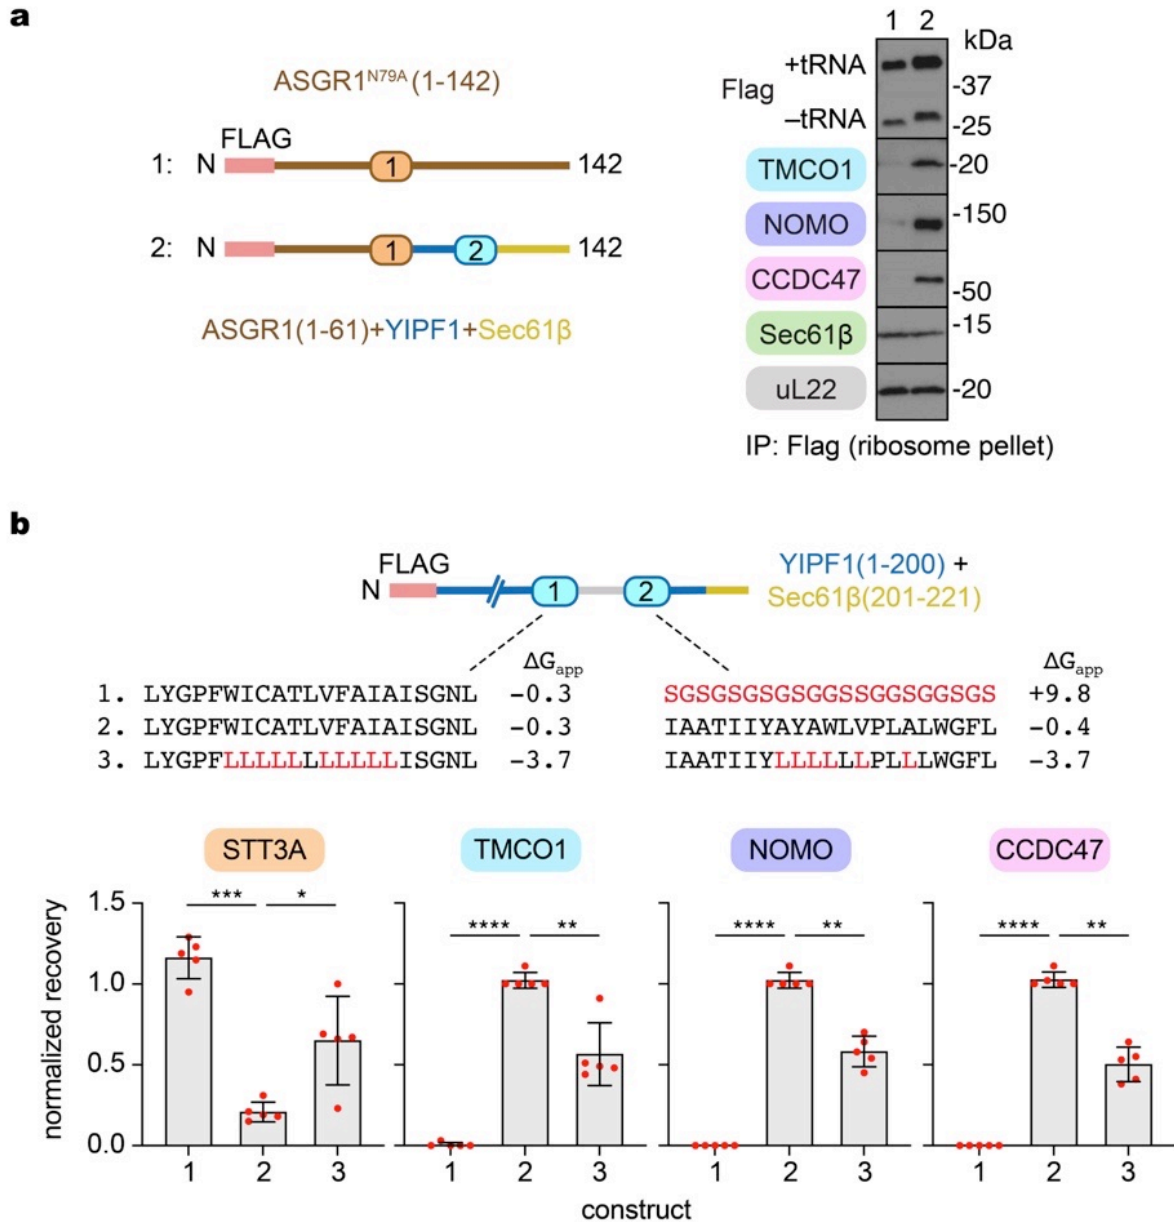 a
ASGR1N79A (1-142)
FLAG
1: N 1 142
2: N 1 2 142
ASGR1(1-61)+YIPF1+Sec61β
1 2
kDa
Flag
+tRNA
-37
–tRNA
-25
TMCO1
-20
NOMO
-150
CCDC47
-50
Sec61β
-15
uL22
-20
IP: Flag (ribosome pellet)
b
FLAG
N 1 2
YIPF1(1-200) +
Sec61β(201-221)
ΔGapp ΔGapp
1. LYGPFWICATLVFAIAISGNL -0.3 SGSGSGSGSGGSSGGSGGSGS +9.8
2. LYGPFWICATLVFAIAISGNL -0.3 IAATIIYAYAWLVPLALWGFL -0.4
3. LYGPFLLLLLLLLLLLISGNL -3.7 IAATIIYLLLLLLPLLLWGFL -3.7
STT3A TMCO1 NOMO CCDC47
normalized recovery
1.5
1.0
0.5
0.0
*** *
**** **
**** **
**** **
1 2 3 1 2 3 1 2 3 1 2 3
construct